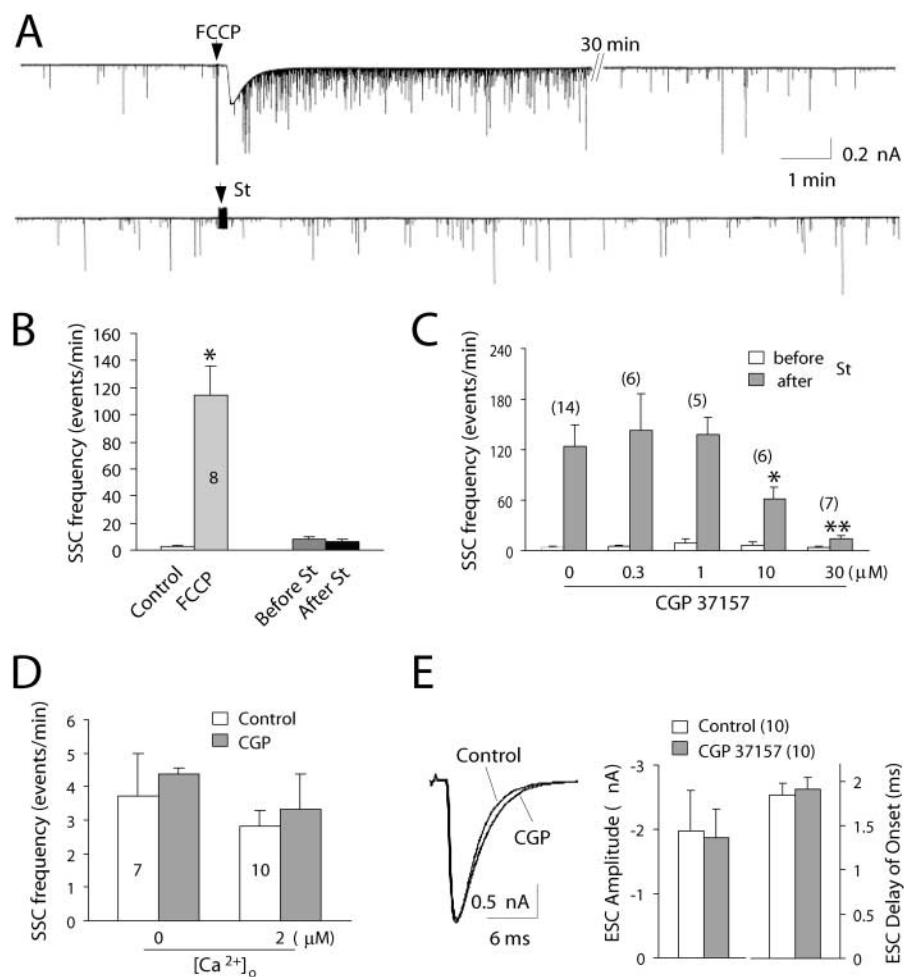 A
FCCP
30 min
0.2 nA
1 min
St
B
SSC frequency (events/min)
160
140
120
100
80
60
40
20
0
*
8
Control
FCCP
Before St
After St
C
SSC frequency (events/min)
240
180
120
60
0
before
after
St
(14)
(6)
(5)
(6)
*
(7)
**
0 0.3 1 10 30 (μM)
CGP 37157
D
SSC frequency (events/min)
6
5
4
3
2
1
0
Control
CGP
7
10
0 2 ( μM)
[Ca 2+]o
E
Control
CGP
0.5 nA
6 ms
Control (10)
CGP 37157 (10)
ESC Amplitude ( nA)
-3
-2
-1
0
2
1.5
1
0.5
0
ESC Delay of Onset (ms)